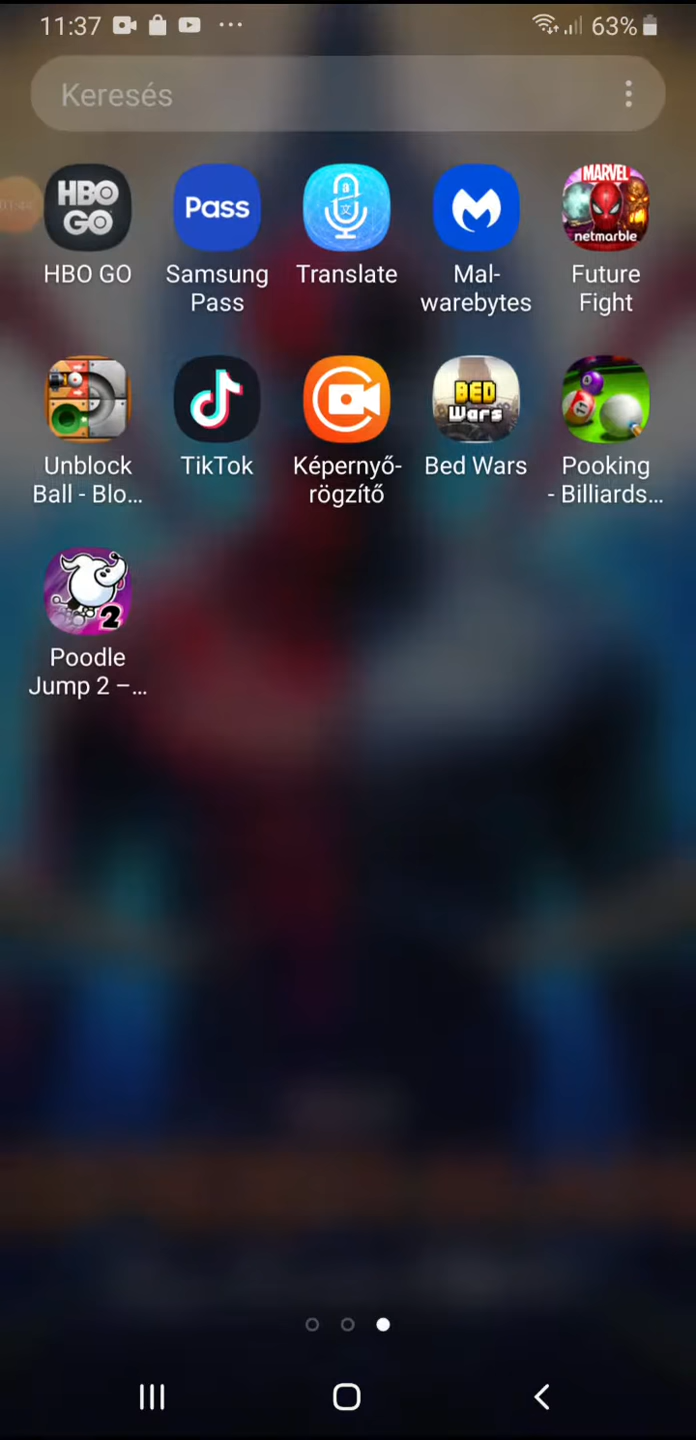 11:37 63%
Keresés
HBO GO
Pass
MARVEL
netmarble
HBO GO Samsung Pass Translate Mal-warebytes Future Fight
BED WARS
Unblock Ball - Blo... TikTok Képernyő-rögzítő Bed Wars Pooking - Billiards...
2
Poodle Jump 2 –...